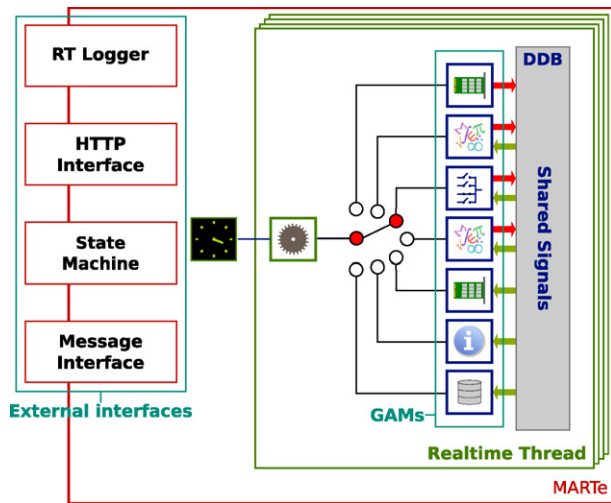 RT Logger
HTTP
Interface
State
Machine
Message
Interface
External interfaces
DDB
Shared Signals
GAMs
Realtime Thread
MARTe